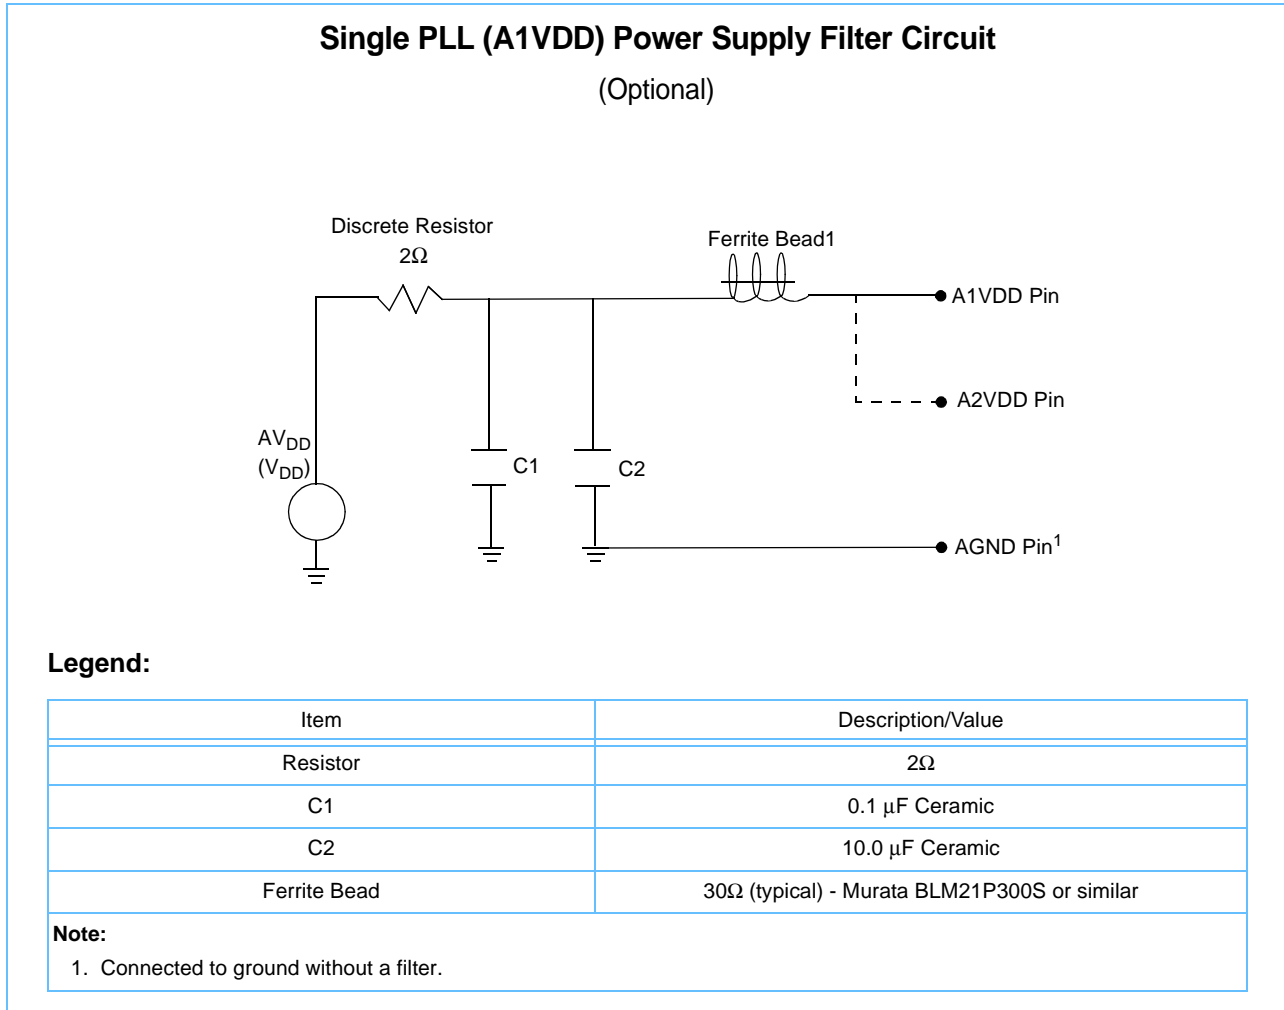 Single PLL (A1VDD) Power Supply Filter Circuit
(Optional)
Discrete Resistor
2Ω
Ferrite Bead1
A1VDD Pin
A2VDD Pin
AVDD
(VDD)
C1
C2
AGND Pin1
Legend:
Item Description/Value
Resistor 2Ω
C1 0.1 μF Ceramic
C2 10.0 μF Ceramic
Ferrite Bead 30Ω (typical) - Murata BLM21P300S or similar
Note:
1. Connected to ground without a filter.